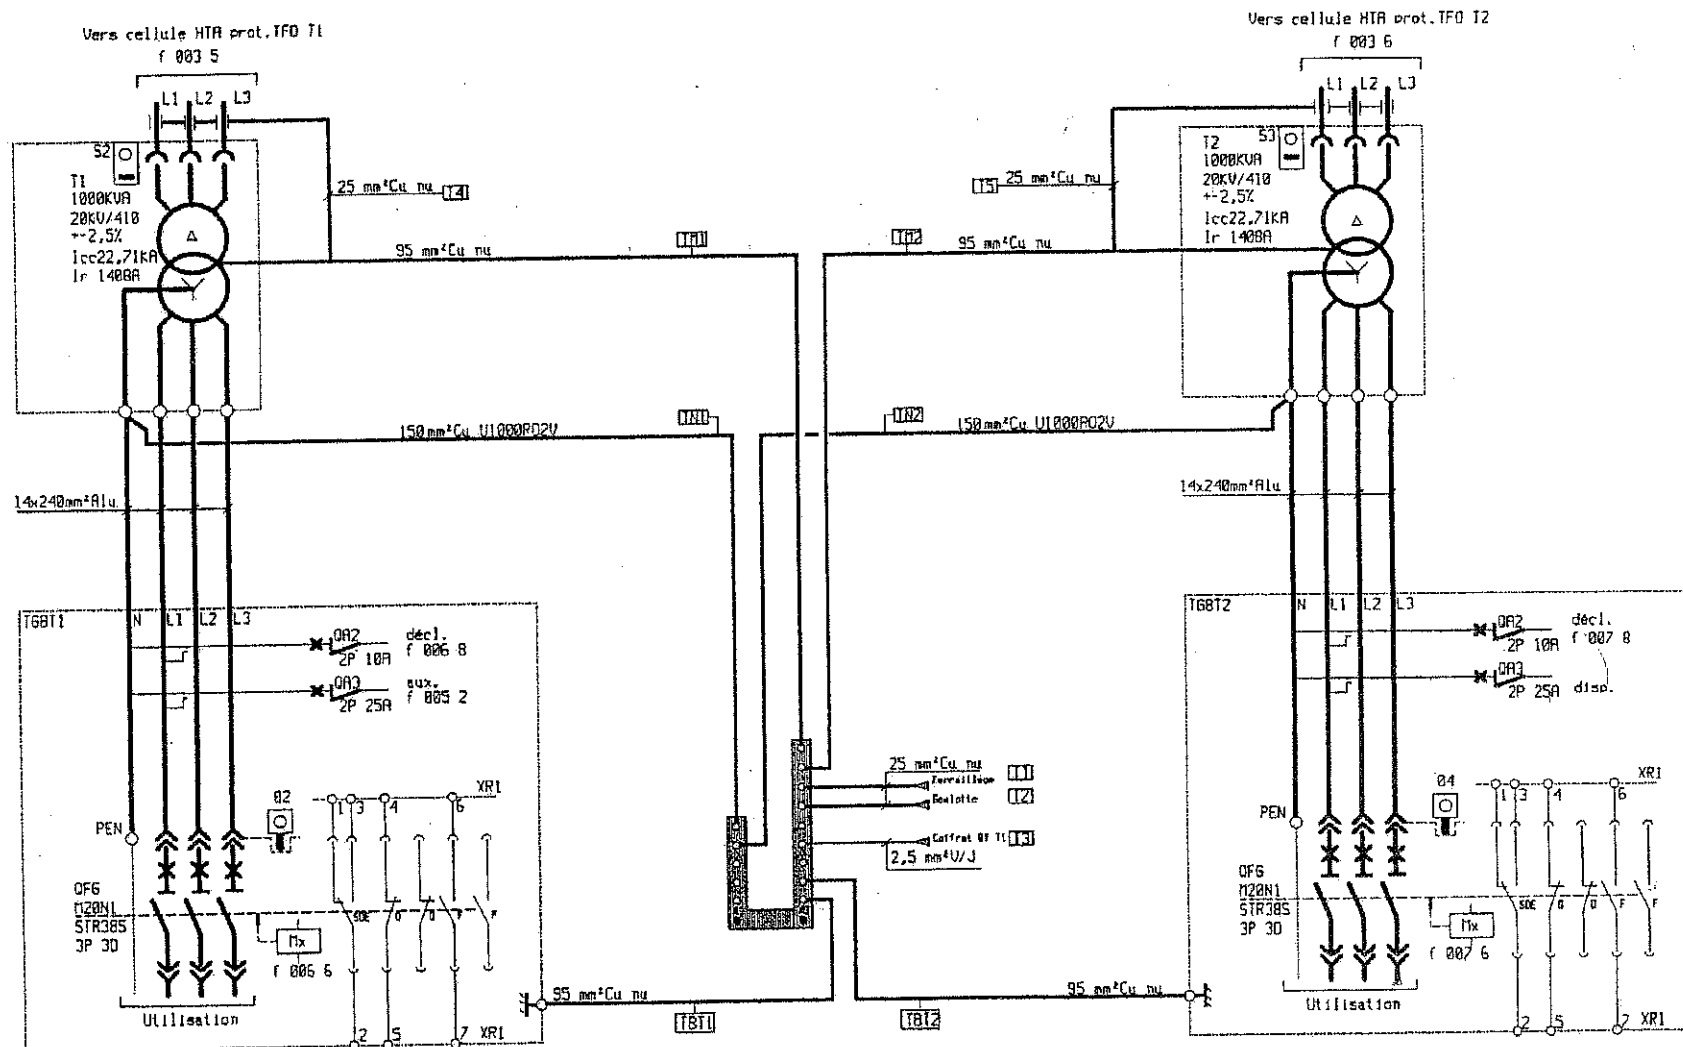 Vers cellule HTA prot.TFO T1
f 003 5
L1 L2 L3
S2
T1
1000KVA
20KV/410
+-2,5%
Icc22,71KA
Ir 1408A
25 mm²Cu nu T4
95 mm²Cu nu
TM1
150mm²Cu U1000RO2V
TN1
14x240mm²Alu
Vers cellule HTA prot.TFO T2
f 003 6
L1 L2 L3
S3
T2
1000KVA
20KV/410
+-2,5%
Icc22,71KA
Ir 1408A
T5 25 mm²Cu nu
TM2
95 mm²Cu nu
TN2
150mm²Cu U1000RO2V
14x240mm²Alu
TGBT1
N L1 L2 L3
QA2
2P 10A
décl.
f 006 8
QA3
2P 25A
aux.
f 005 2
PEN
02
XR1
1 3 4 6
QF6
M20N1
STR38S
3P 3D
Mx
f 006 6
SDE O O F F
Utilisation
2 5 7 XR1
25 mm²Cu nu T1
Ferraillage
Goulotte T2
Coffret BT T1 T3
2,5 mm²V/J
95 mm²Cu nu
TBT1
TBT2
95 mm²Cu nu
TGBT2
N L1 L2 L3
QA2
2P 10A
décl.
f 007 8
QA3
2P 25A
disp.
PEN
04
XR1
1 3 4 6
QF6
M20N1
STR38S
3P 3D
Mx
f 007 6
SDE O O F F
Utilisation
2 5 7 XR1